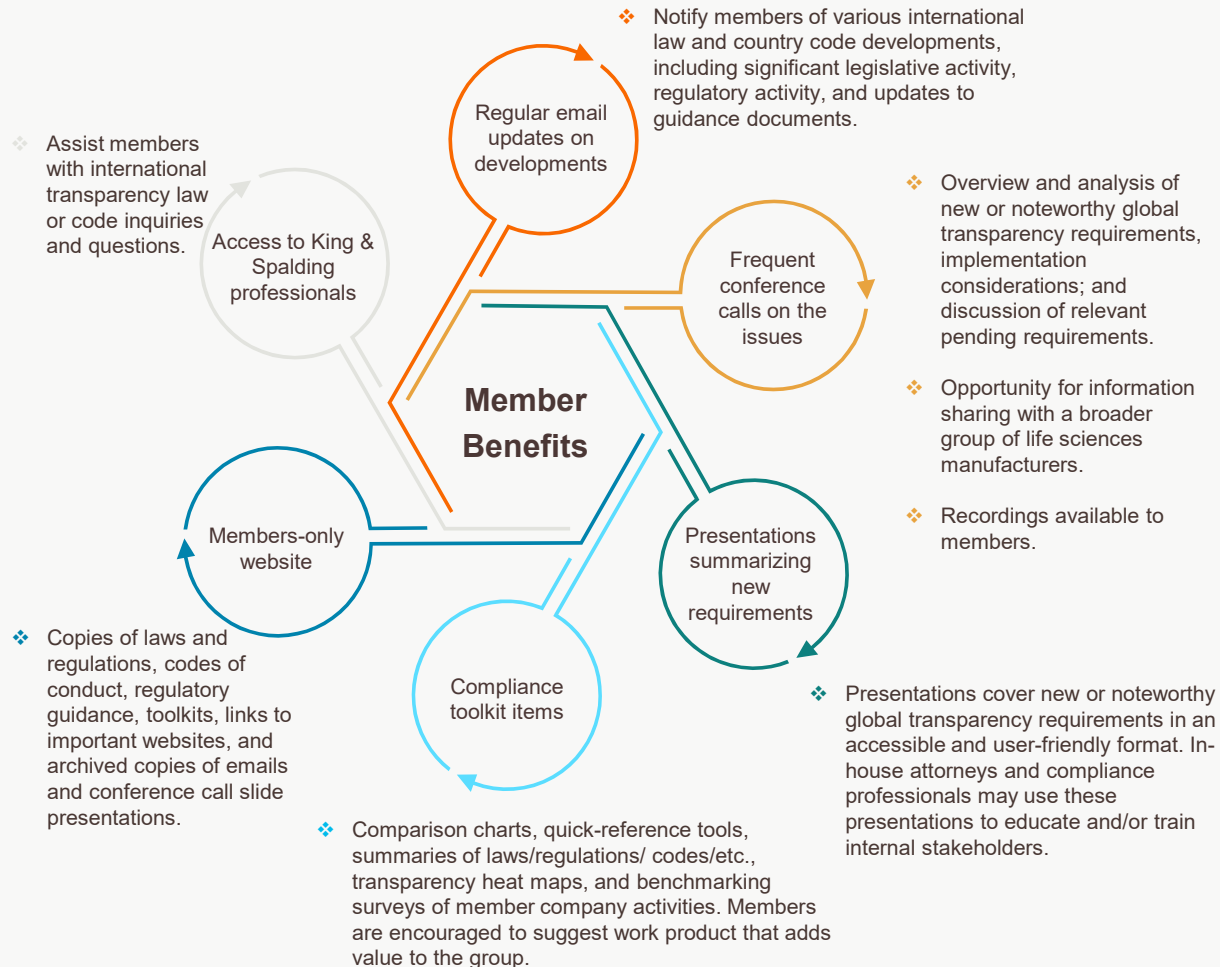 ❖ Notify members of various international
law and country code developments,
including significant legislative activity,
regulatory activity, and updates to
guidance documents.
Regular email
updates on
developments
❖ Assist members
with international
transparency law
or code inquiries
and questions.
Access to King &
Spalding
professionals
Frequent
conference
calls on the
issues
❖ Overview and analysis of
new or noteworthy global
transparency requirements,
implementation
considerations; and
discussion of relevant
pending requirements.
❖ Opportunity for information
sharing with a broader
group of life sciences
manufacturers.
❖ Recordings available to
members.
Member
Benefits
Members-only
website
Presentations
summarizing
new
requirements
❖ Copies of laws and
regulations, codes of
conduct, regulatory
guidance, toolkits, links to
important websites, and
archived copies of emails
and conference call slide
presentations.
Compliance
toolkit items
❖ Presentations cover new or noteworthy
global transparency requirements in an
accessible and user-friendly format. In-
house attorneys and compliance
professionals may use these
presentations to educate and/or train
internal stakeholders.
❖ Comparison charts, quick-reference tools,
summaries of laws/regulations/ codes/etc.,
transparency heat maps, and benchmarking
surveys of member company activities. Members
are encouraged to suggest work product that adds
value to the group.